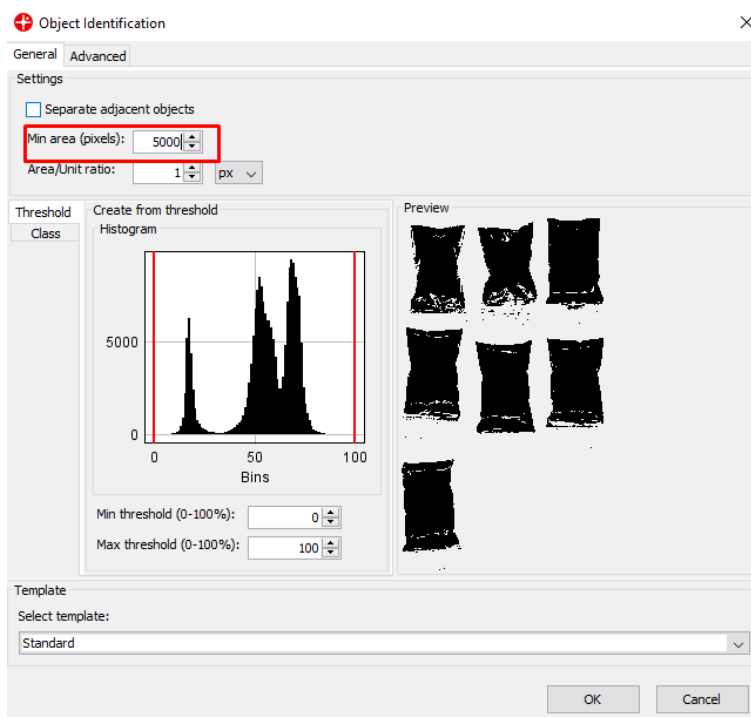 Object Identification
General Advanced
Settings
Separate adjacent objects
Min area (pixels): 5000
Area/Unit ratio: 1 px
Threshold
Class
Create from threshold
Histogram
5000
0
0 50 100
Bins
Min threshold (0-100%): 0
Max threshold (0-100%): 100
Preview
Template
Select template:
Standard
OK Cancel